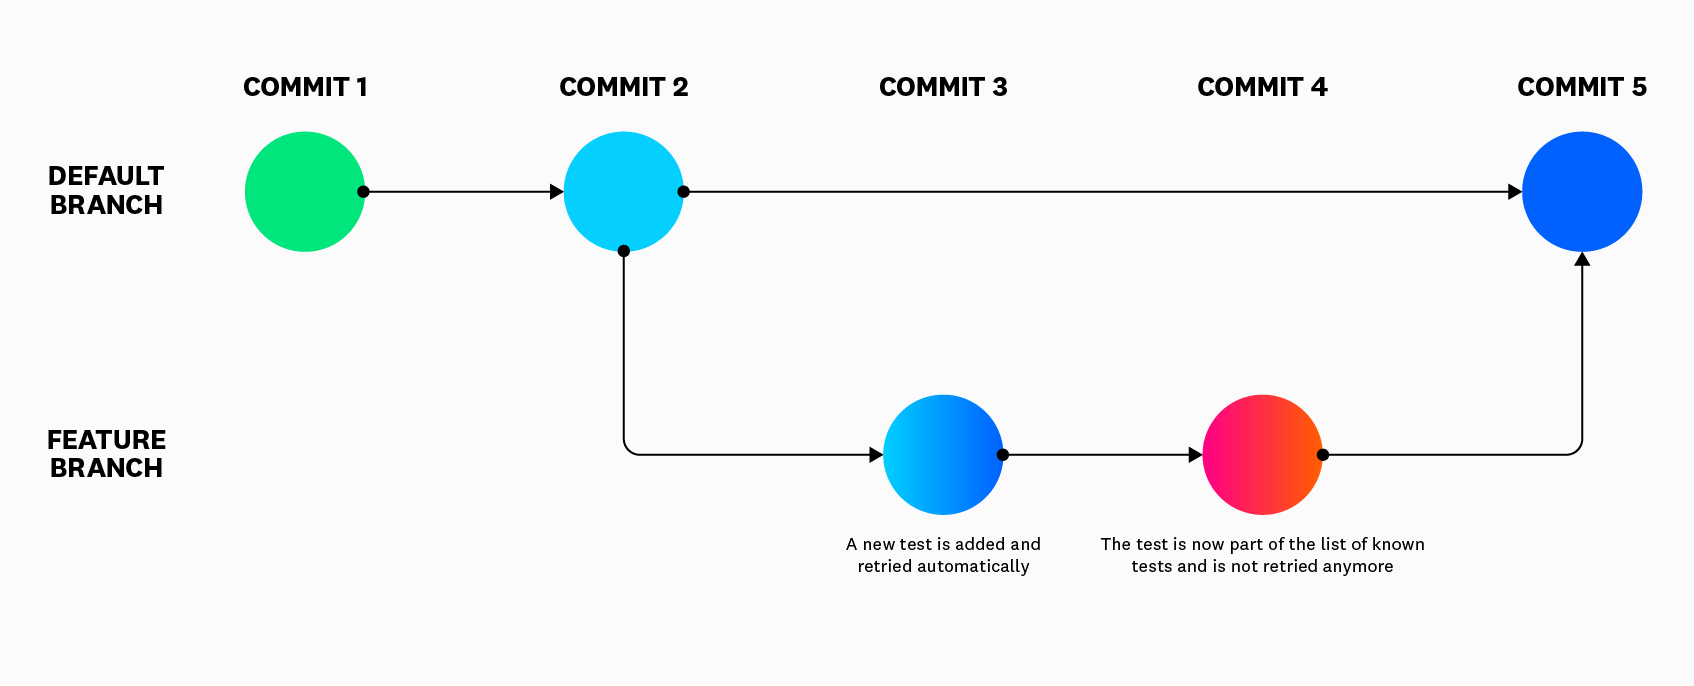 COMMIT 1
COMMIT 2
COMMIT 3
COMMIT 4
COMMIT 5
DEFAULT
BRANCH
FEATURE
BRANCH
A new test is added and
retried automatically
The test is now part of the list of known
tests and is not retried anymore